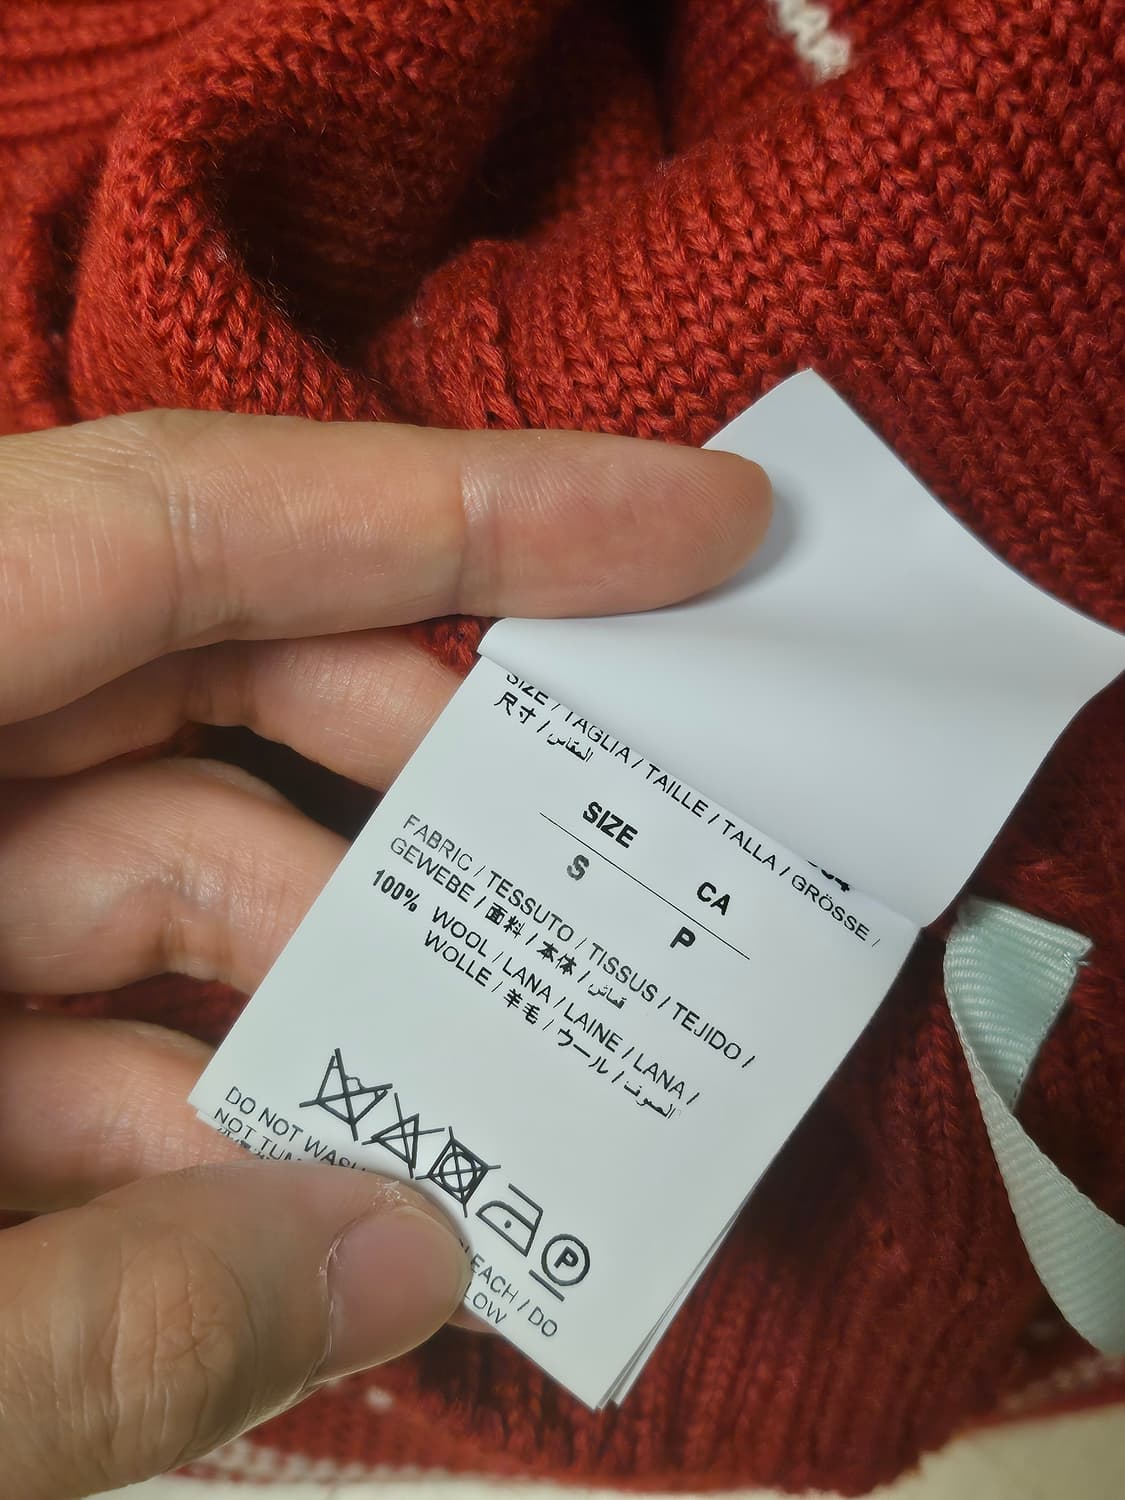 SIZE / TAGLIA / TAILLE / TALLA / GRÖSSE /
尺寸 / المقاس
SIZE CA
S P
FABRIC / TESSUTO / TISSUS / TEJIDO /
GEWEBE / 面料 / 本体 / قماش
100% WOOL / LANA / LAINE / LANA /
WOLLE / 羊毛 / ウール / الصوف
P
DO NOT WASH LEACH / DO
NOT TUM LOW